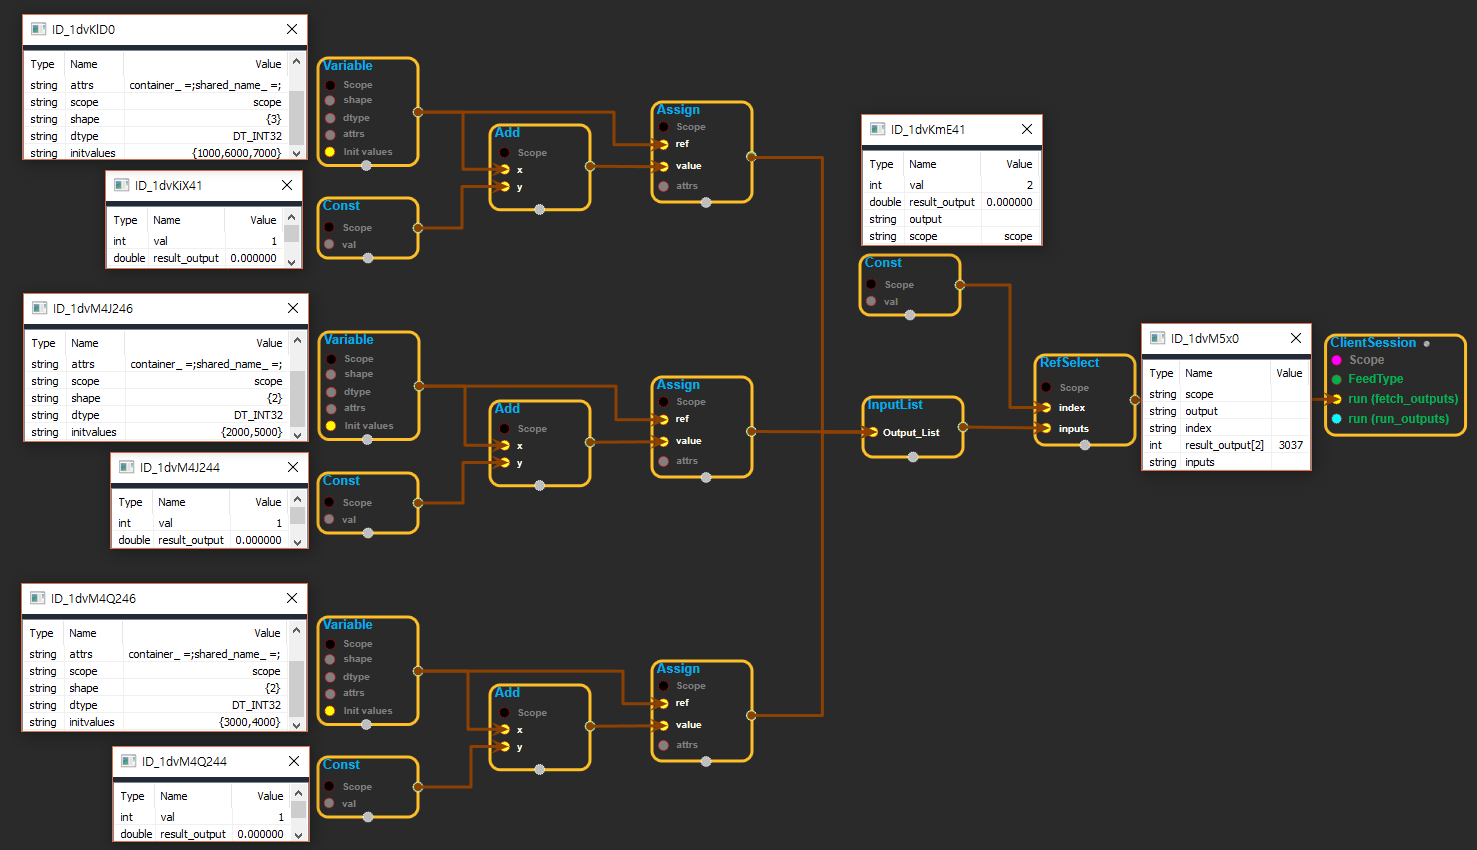 ID_1dvKlD0
Type Name Value
string attrs container_ =;shared_name_ =;
string scope scope
string shape {3}
string dtype DT_INT32
string initvalues {1000,6000,7000}
Variable
Scope
shape
dtype
attrs
Init values
ID_1dvKiX41
Type Name Value
int val 1
double result_output 0.000000
Const
Scope
val
Add
Scope
x
y
Assign
Scope
ref
value
attrs
ID_1dvKmE41
Type Name Value
int val 2
double result_output 0.000000
string output
string scope scope
Const
Scope
val
ID_1dvM4J246
Type Name Value
string attrs container_ =;shared_name_ =;
string scope scope
string shape {2}
string dtype DT_INT32
string initvalues {2000,5000}
Variable
Scope
shape
dtype
attrs
Init values
ID_1dvM4J244
Type Name Value
int val 1
double result_output 0.000000
Const
Scope
val
Add
Scope
x
y
Assign
Scope
ref
value
attrs
InputList
Output_List
RefSelect
Scope
index
inputs
ID_1dvM5x0
Type Name Value
string scope
string output
string index
int result_output[2] 3037
string inputs
ClientSession
Scope
FeedType
run (fetch_outputs)
run (run_outputs)
ID_1dvM4Q246
Type Name Value
string attrs container_ =;shared_name_ =;
string scope scope
string shape {2}
string dtype DT_INT32
string initvalues {3000,4000}
Variable
Scope
shape
dtype
attrs
Init values
ID_1dvM4Q244
Type Name Value
int val 1
double result_output 0.000000
Const
Scope
val
Add
Scope
x
y
Assign
Scope
ref
value
attrs